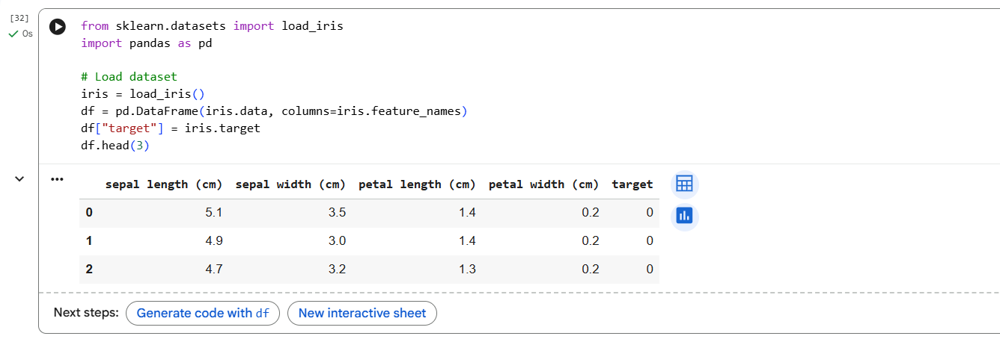 [32]
0s
from sklearn.datasets import load_iris
import pandas as pd
# Load dataset
iris = load_iris()
df = pd.DataFrame(iris.data, columns=iris.feature_names)
df["target"] = iris.target
df.head(3)
sepal length (cm) sepal width (cm) petal length (cm) petal width (cm) target
0 5.1 3.5 1.4 0.2 0
1 4.9 3.0 1.4 0.2 0
2 4.7 3.2 1.3 0.2 0
Next steps: Generate code with df New interactive sheet